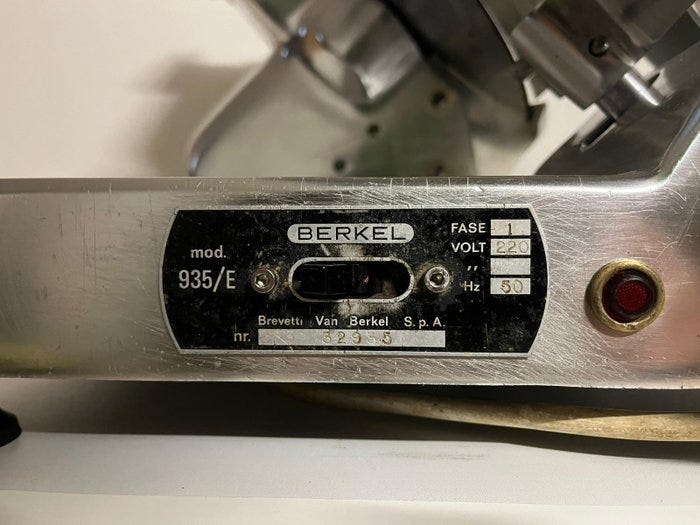 BERKEL
mod.
935/E
FASE 1
VOLT 220
"
Hz 50
Brevetti Van Berkel S.p.A.
nr.